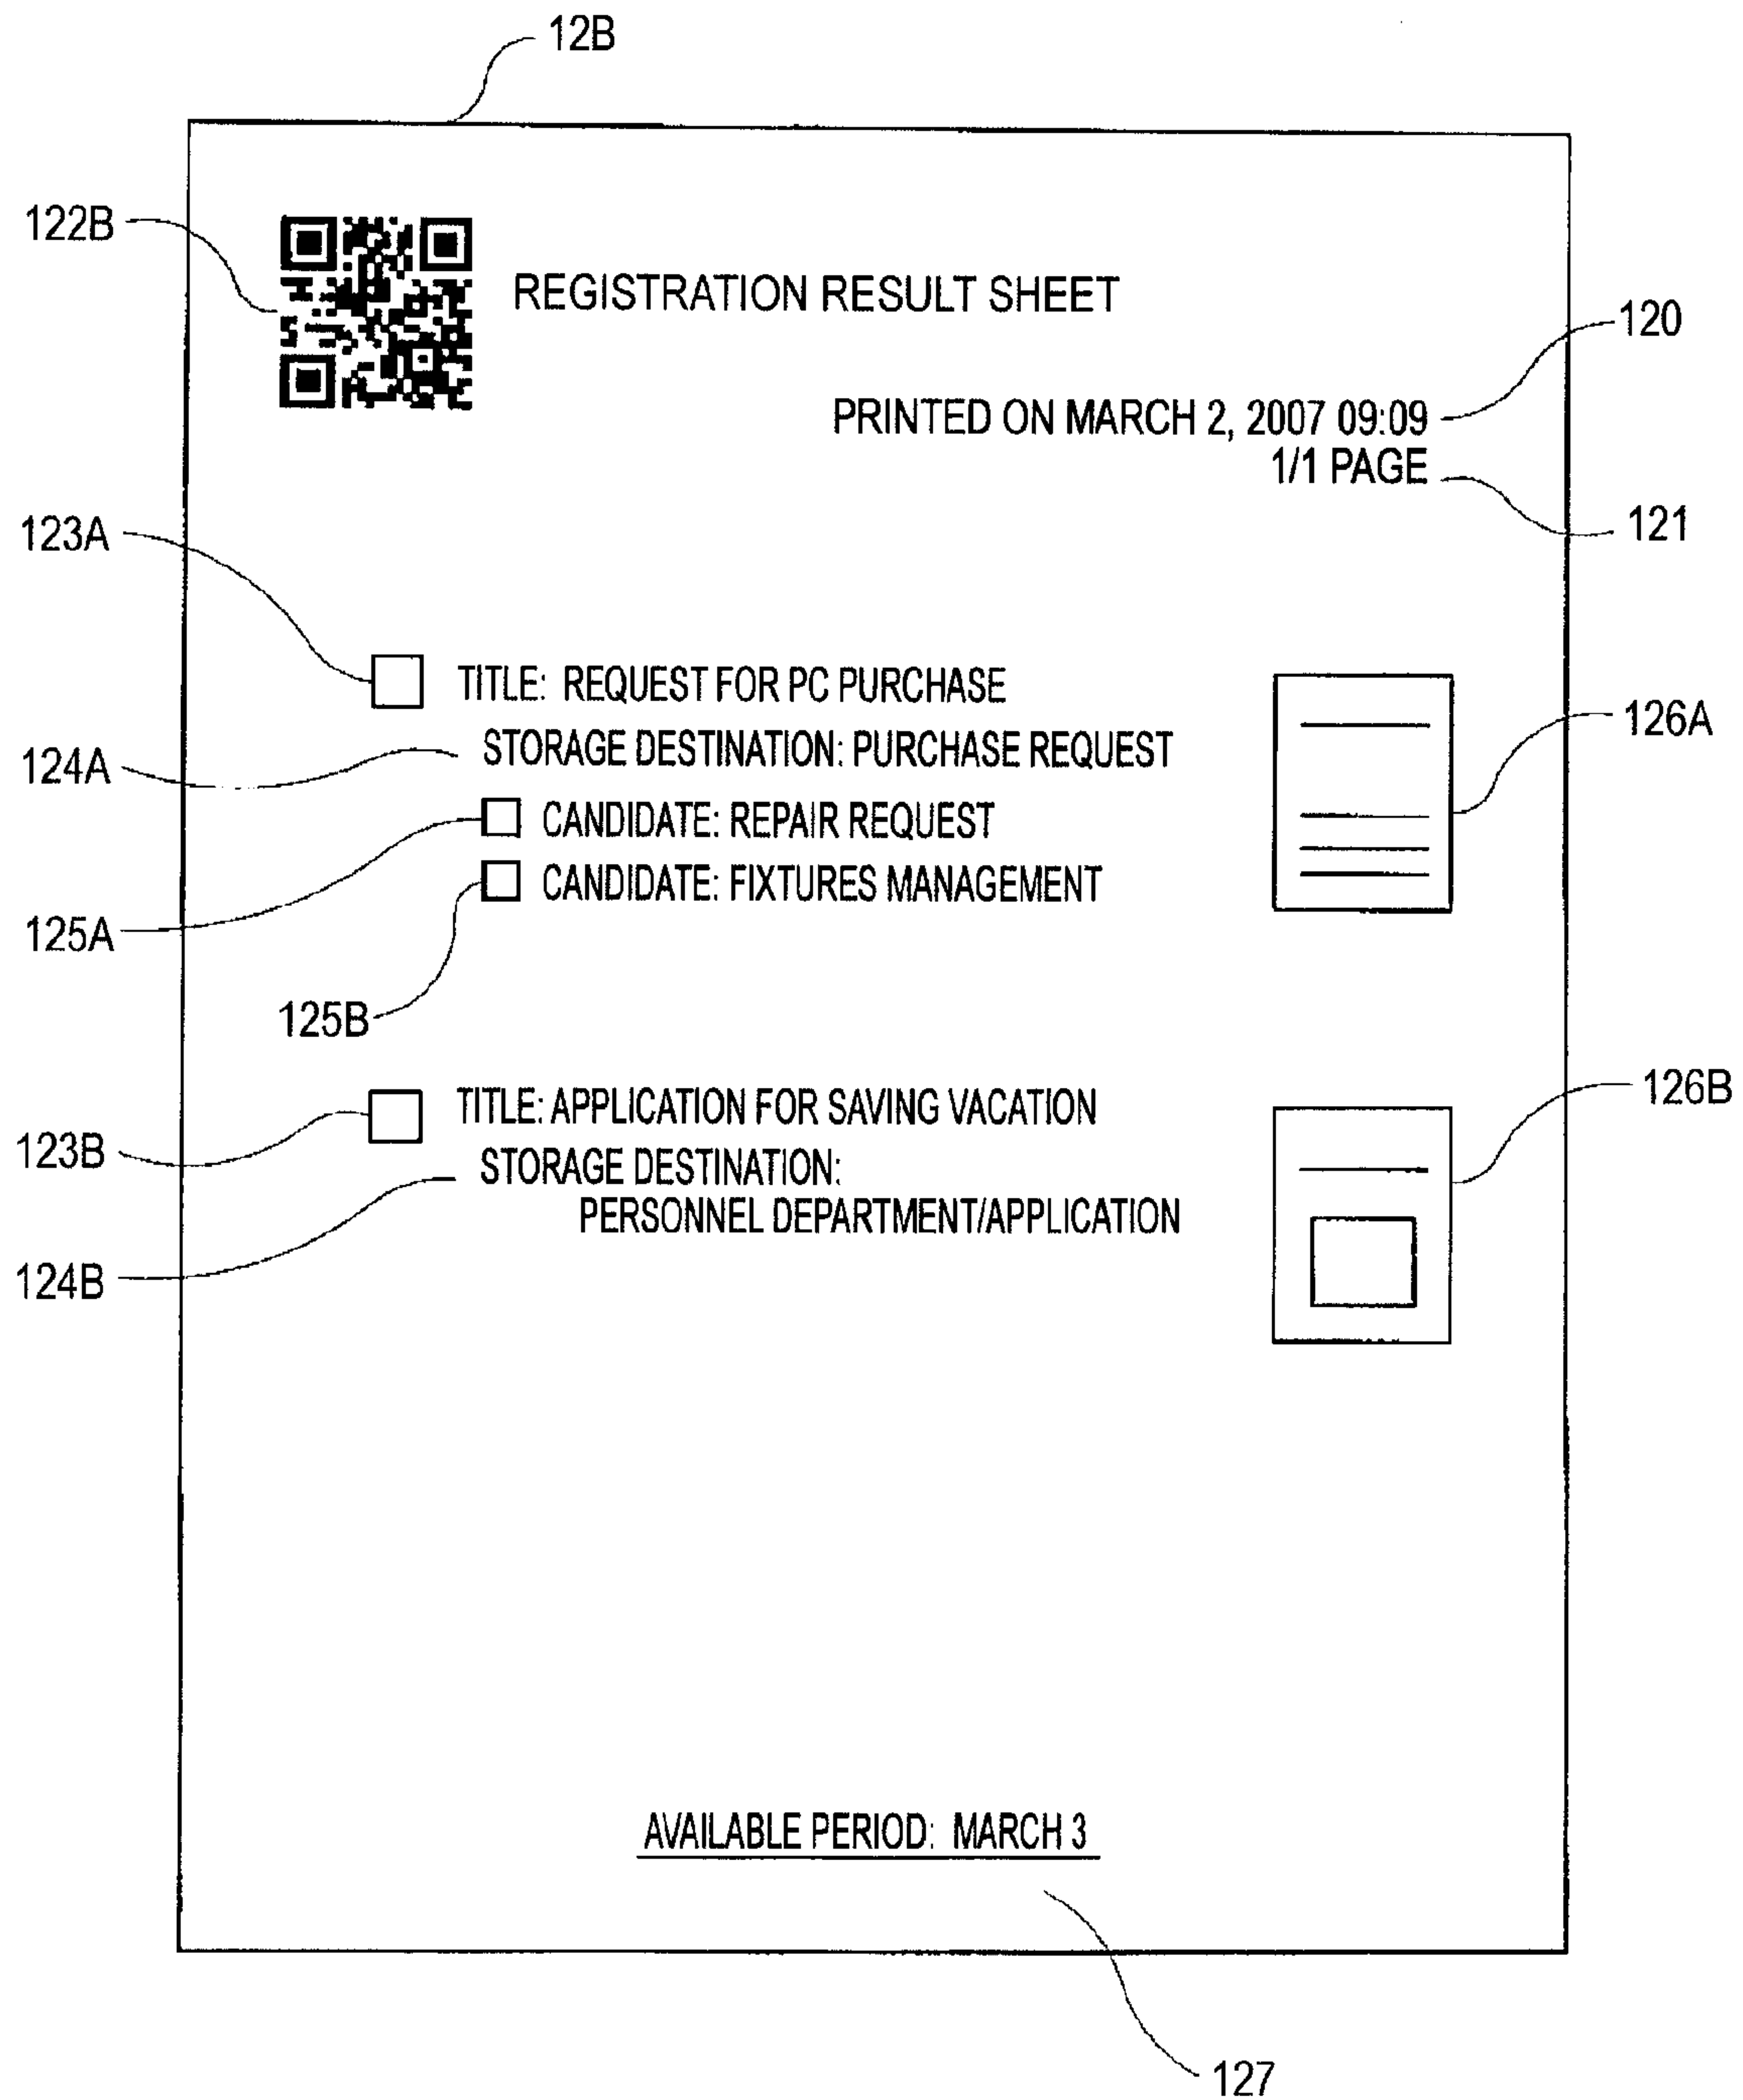 12B
122B
REGISTRATION RESULT SHEET
120
PRINTED ON MARCH 2, 2007 09:09
1/1 PAGE
121
123A
TITLE: REQUEST FOR PC PURCHASE
126A
124A
STORAGE DESTINATION: PURCHASE REQUEST
CANDIDATE: REPAIR REQUEST
CANDIDATE: FIXTURES MANAGEMENT
125A
125B
TITLE: APPLICATION FOR SAVING VACATION
126B
123B
STORAGE DESTINATION:
PERSONNEL DEPARTMENT/APPLICATION
124B
AVAILABLE PERIOD: MARCH 3
127